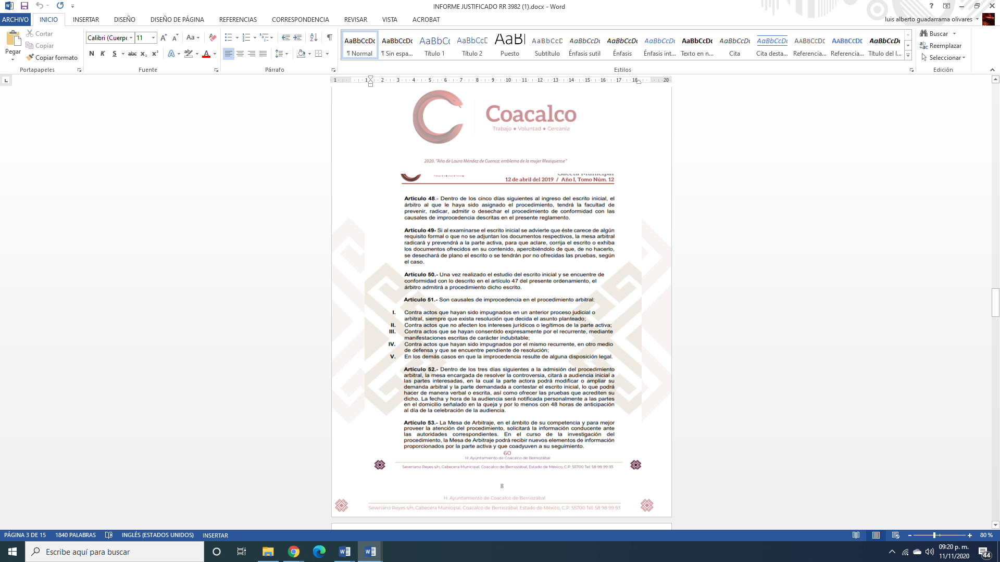 INFORME JUSTIFICADO RR 3982 (1).docx - Word
ARCHIVO INICIO INSERTAR DISEÑO DISEÑO DE PÁGINA REFERENCIAS CORRESPONDENCIA REVISAR VISTA ACROBAT
luis alberto guadarrama olivares
Pegar
Cortar
Copiar
Copiar formato
Portapapeles
Calibri (Cuerpo 11
Fuente
Párrafo
¶ Normal ¶ Sin espa... Título 1 Título 2 Puesto Subtítulo Énfasis sutil Énfasis Énfasis int... Texto en n... Cita Cita desta... Referencia... Referencia... Título del l...
Estilos
Buscar
Reemplazar
Seleccionar
Edición
1 1 2 3 4 5 6 7 8 9 10 11 12 13 14 15 16 17 18 20
Coacalco
Trabajo ◆ Voluntad ◆ Cercanía
2020. "Año de Laura Méndez de Cuenca; emblema de la mujer Mexiquense"
Gaceta Municipal
12 de abril del 2019 / Año I, Tomo Núm. 12
Artículo 48.- Dentro de los cinco días siguientes al ingreso del escrito inicial, el
árbitro al que le haya sido asignado el procedimiento, tendrá la facultad de
prevenir, radicar, admitir o desechar el procedimiento de conformidad con las
causales de improcedencia descritas en el presente reglamento.
Artículo 49- Si al examinarse el escrito inicial se advierte que éste carece de algún
requisito formal o que no se adjuntan los documentos respectivos, la mesa arbitral
radicará y prevendrá a la parte activa, para que aclare, corrija el escrito o exhiba
los documentos ofrecidos en su contenido, apercibiéndolo de que, de no hacerlo,
se desechará de plano el escrito o se tendrán por no ofrecidas las pruebas, según
el caso.
Artículo 50.- Una vez realizado el estudio del escrito inicial y se encuentre de
conformidad con lo descrito en el artículo 47 del presente ordenamiento, el
árbitro admitirá a procedimiento dicho escrito.
Artículo 51.- Son causales de improcedencia en el procedimiento arbitral:
I. Contra actos que hayan sido impugnados en un anterior proceso judicial o
arbitral, siempre que exista resolución que decida el asunto planteado;
II. Contra actos que no afecten los intereses jurídicos o legítimos de la parte activa;
III. Contra actos que se hayan consentido expresamente por el recurrente, mediante
manifestaciones escritas de carácter indubitable;
IV. Contra actos que hayan sido impugnados por el mismo recurrente, en otro medio
de defensa y que se encuentre pendiente de resolución;
V. En los demás casos en que la improcedencia resulte de alguna disposición legal.
Artículo 52.- Dentro de los tres días siguientes a la admisión del procedimiento
arbitral, la mesa encargada de resolver la controversia, citará a audiencia inicial a
las partes interesadas, en la cual la parte actora podrá modificar o ampliar su
demanda arbitral y la parte demandada a contestar el escrito inicial, lo que podrá
hacer de manera verbal o escrita, así como ofrecer las pruebas que acrediten su
dicho. La fecha y hora de la audiencia será notificada personalmente a las partes
en el domicilio señalado en la queja y por lo menos con 48 horas de anticipación
al día de la celebración de la audiencia.
Artículo 53.- La Mesa de Arbitraje, en el ámbito de su competencia y para mejor
proveer la atención del procedimiento, solicitará la información conducente ante
las autoridades correspondientes. En el curso de la investigación del
procedimiento, la Mesa de Arbitraje podrá recibir nuevos elementos de información
proporcionados por la parte activa y que coadyuven a su seguimiento.
60
H. Ayuntamiento de Coacalco de Berriozábal
Severiano Reyes s/n, Cabecera Municipal, Coacalco de Berriozábal, Estado de México, C.P. 55700 Tel: 58 98 99 93
8
H. Ayuntamiento de Coacalco de Berriozábal
Severiano Reyes s/n, Cabecera Municipal, Coacalco de Berriozábal, Estado de México, C.P. 55700 Tel: 58 98 99 93
PÁGINA 3 DE 15 1840 PALABRAS INGLÉS (ESTADOS UNIDOS) INSERTAR
80 %
Escribe aquí para buscar
09:20 p. m.
11/11/2020
44